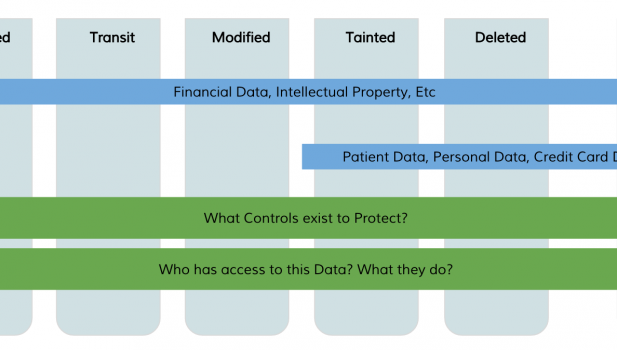 ed Transit Modified Tainted Deleted
Financial Data, Intellectual Property, Etc
Patient Data, Personal Data, Credit Card D
What Controls exist to Protect?
Who has access to this Data? What they do?